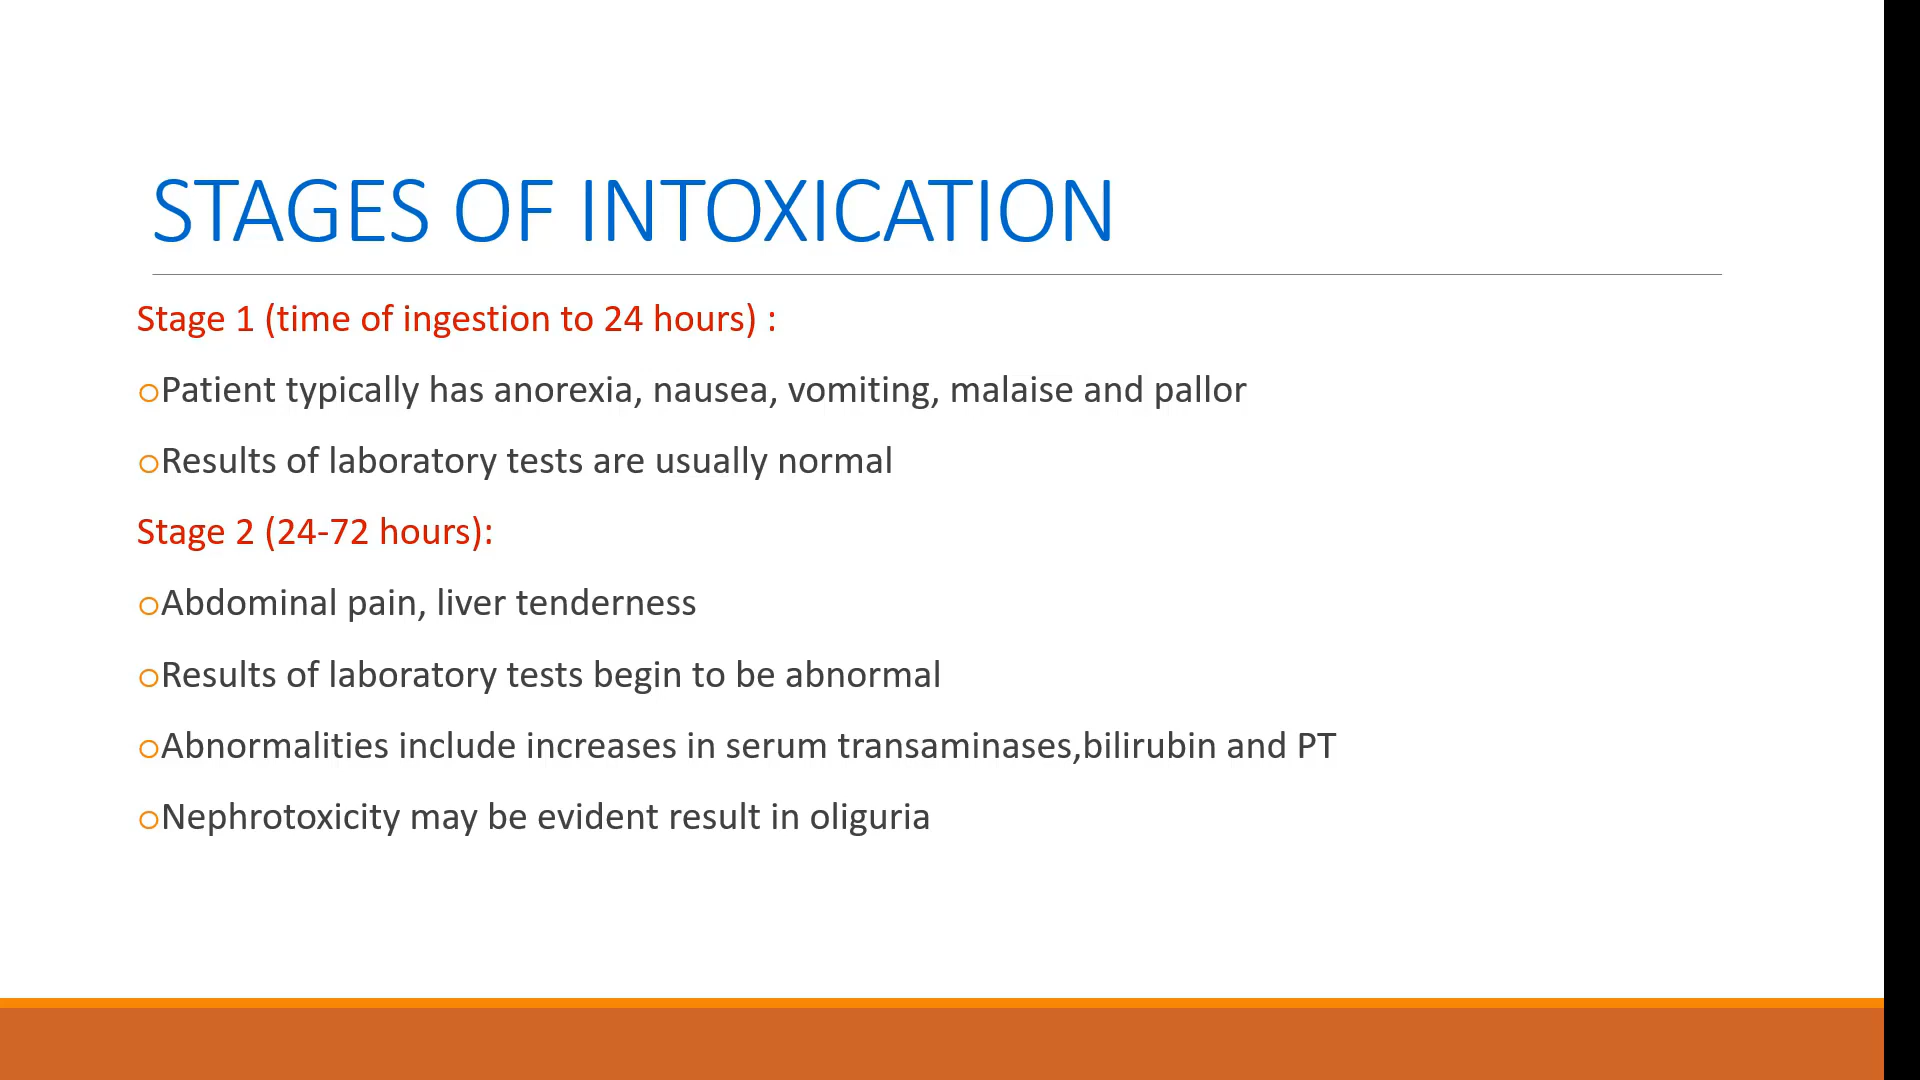 STAGES OF INTOXICATION
Stage 1 (time of ingestion to 24 hours) :
oPatient typically has anorexia, nausea, vomiting, malaise and pallor
oResults of laboratory tests are usually normal
Stage 2 (24-72 hours):
oAbdominal pain, liver tenderness
oResults of laboratory tests begin to be abnormal
oAbnormalities include increases in serum transaminases,bilirubin and PT
oNephrotoxicity may be evident result in oliguria